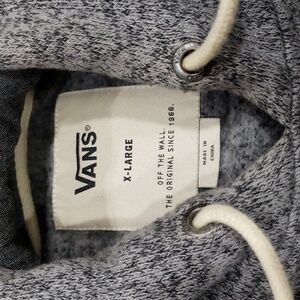 VANS®
X-LARGE
OFF THE WALL.
THE ORIGINAL SINCE 1966.
MADE IN
CHINA